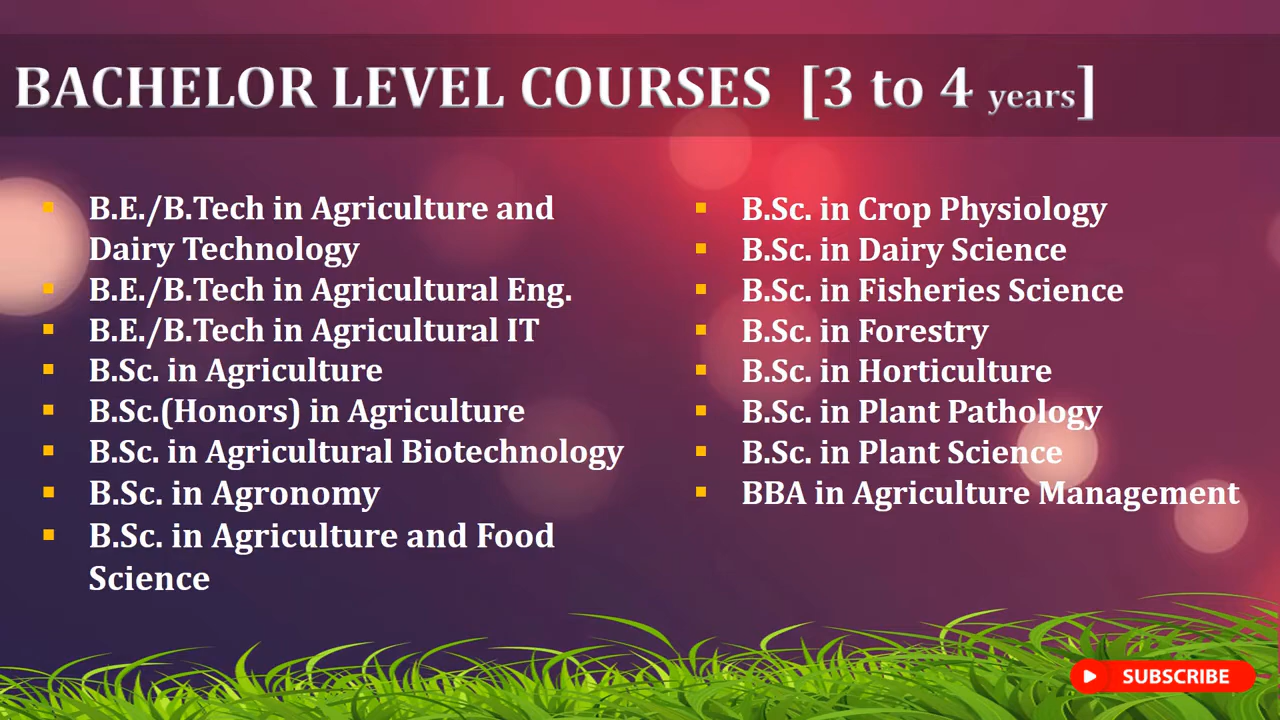 BACHELOR LEVEL COURSES [3 to 4 years]
B.E./B.Tech in Agriculture and
Dairy Technology
B.E./B.Tech in Agricultural Eng.
B.E./B.Tech in Agricultural IT
B.Sc. in Agriculture
B.Sc.(Honors) in Agriculture
B.Sc. in Agricultural Biotechnology
B.Sc. in Agronomy
B.Sc. in Agriculture and Food
Science
B.Sc. in Crop Physiology
B.Sc. in Dairy Science
B.Sc. in Fisheries Science
B.Sc. in Forestry
B.Sc. in Horticulture
B.Sc. in Plant Pathology
B.Sc. in Plant Science
BBA in Agriculture Management
SUBSCRIBE